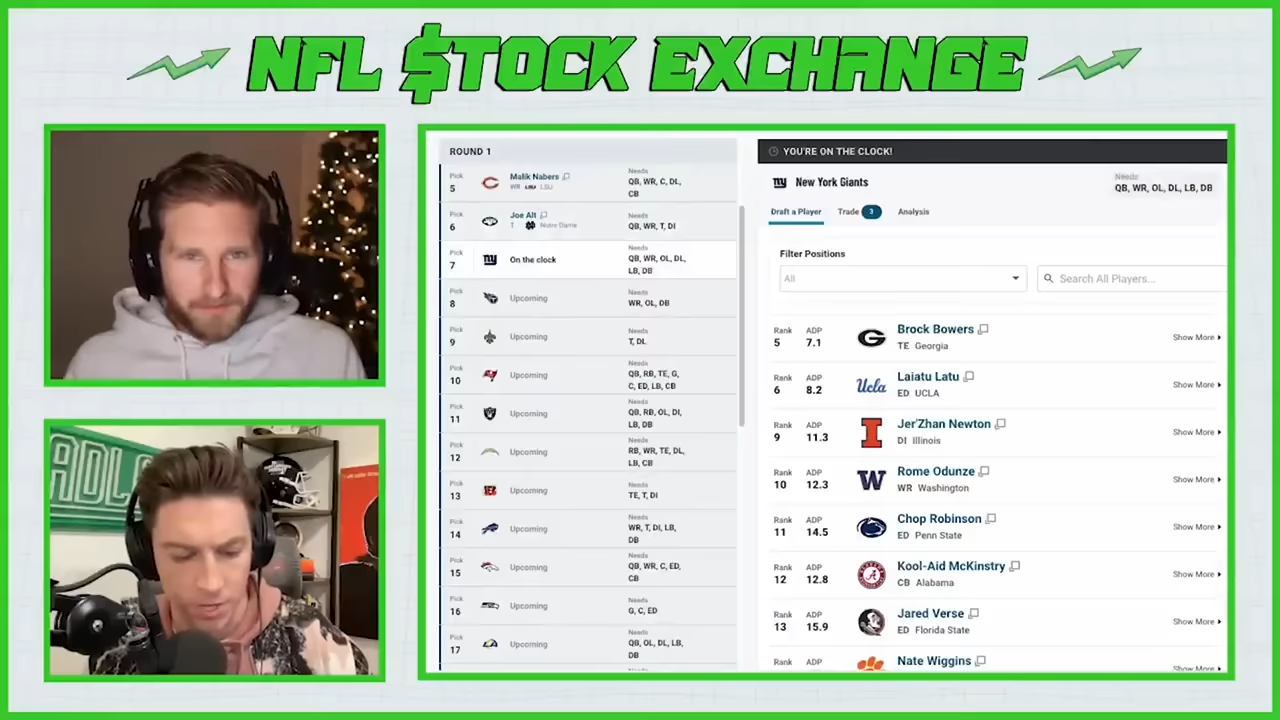 NFL $TOCK EXCHANGE
ADLO
ROUND 1
Pick 5 Malik Nabers WR LSU LSU Needs QB, WR, C, DL, CB
Pick 6 Joe Alt T Notre Dame Needs QB, WR, T, DI
Pick 7 ny On the clock Needs QB, WR, OL, DL, LB, DB
Pick 8 Upcoming Needs WR, OL, DB
Pick 9 Upcoming Needs T, DL
Pick 10 Upcoming Needs QB, RB, TE, G, C, ED, LB, CB
Pick 11 Upcoming Needs QB, RB, OL, DI, LB, DB
Pick 12 Upcoming Needs RB, WR, TE, DL, LB, CB
Pick 13 Upcoming Needs TE, T, DI
Pick 14 Upcoming Needs WR, T, DI, LB, DB
Pick 15 Upcoming Needs QB, WR, C, ED, CB
Pick 16 Upcoming Needs G, C, ED
Pick 17 Upcoming Needs QB, OL, DL, LB, DB
YOU'RE ON THE CLOCK!
ny New York Giants Needs QB, WR, OL, DL, LB, DB
Draft a Player Trade 3 Analysis
Filter Positions
All Search All Players...
Rank 5 ADP 7.1 G Brock Bowers TE Georgia Show More
Rank 6 ADP 8.2 Ucla Laiatu Latu ED UCLA Show More
Rank 9 ADP 11.3 I Jer'Zhan Newton DI Illinois Show More
Rank 10 ADP 12.3 W Rome Odunze WR Washington Show More
Rank 11 ADP 14.5 Chop Robinson ED Penn State Show More
Rank 12 ADP 12.8 A Kool-Aid McKinstry CB Alabama Show More
Rank 13 ADP 15.9 Jared Verse ED Florida State Show More
Rank ADP Nate Wiggins Show More